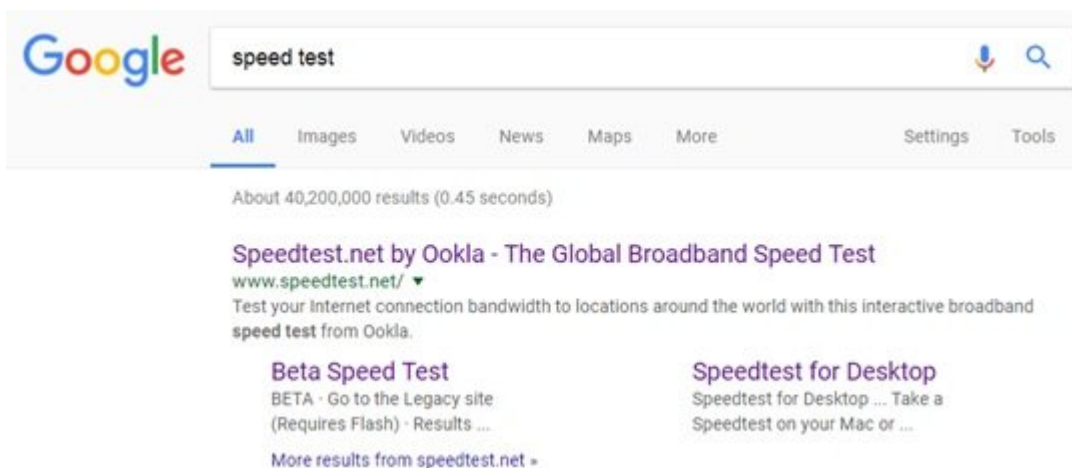 Google
speed test
All Images Videos News Maps More Settings Tools
About 40,200,000 results (0.45 seconds)
Speedtest.net by Ookla - The Global Broadband Speed Test
www.speedtest.net/
Test your Internet connection bandwidth to locations around the world with this interactive broadband
speed test from Ookla.
Beta Speed Test
BETA · Go to the Legacy site
(Requires Flash) · Results ...
Speedtest for Desktop
Speedtest for Desktop ... Take a
Speedtest on your Mac or ...
More results from speedtest.net »